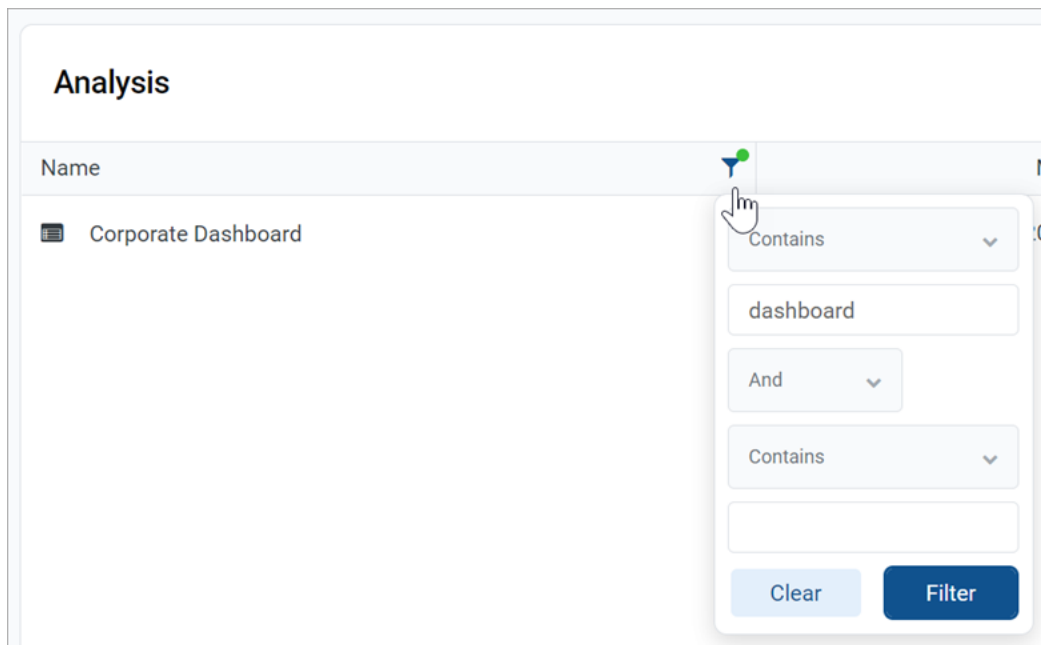 Analysis
Name
Corporate Dashboard
Contains
dashboard
And
Contains
Clear
Filter